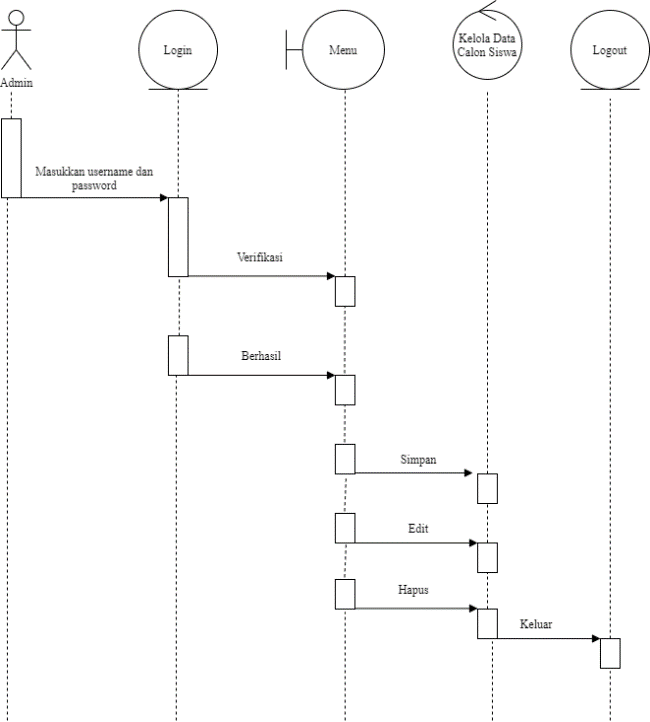 Login
Menu
Kelola Data
Calon Siswa
Logout
Admin
Masukkan username dan
password
Verifikasi
Berhasil
Simpan
Edit
Hapus
Keluar